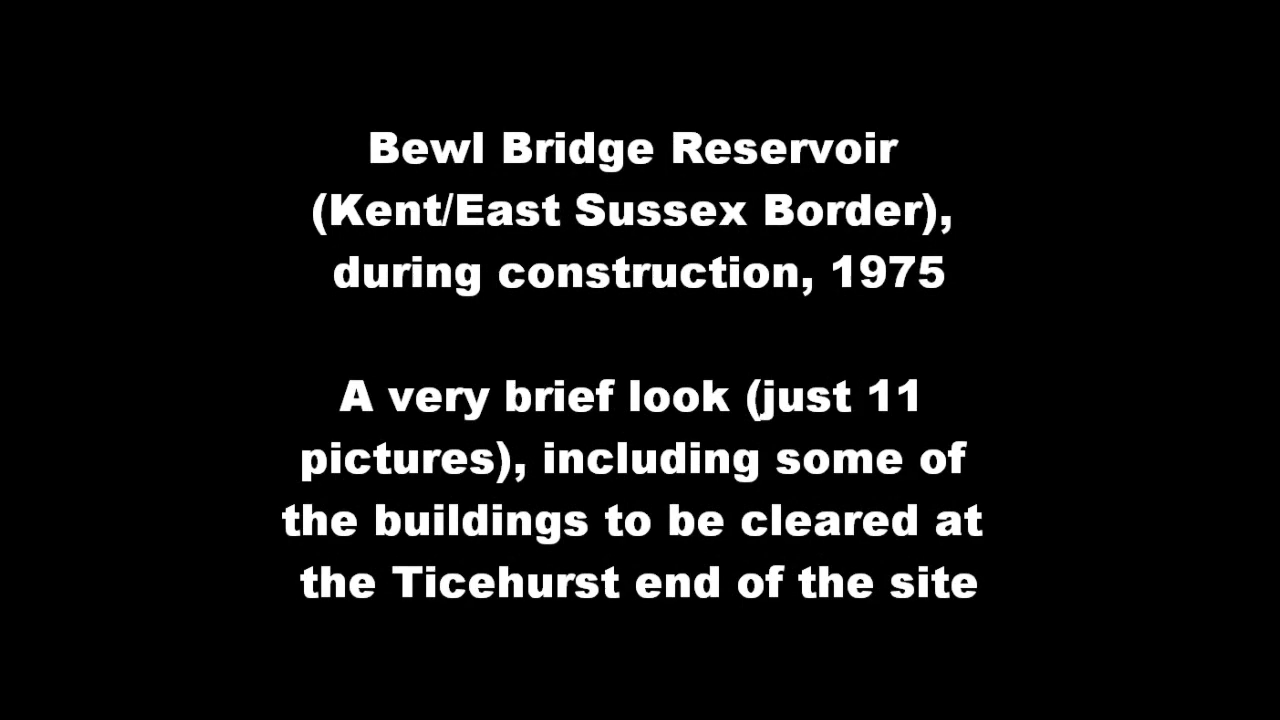 Bewl Bridge Reservoir
(Kent/East Sussex Border),
during construction, 1975
A very brief look (just 11
pictures), including some of
the buildings to be cleared at
the Ticehurst end of the site